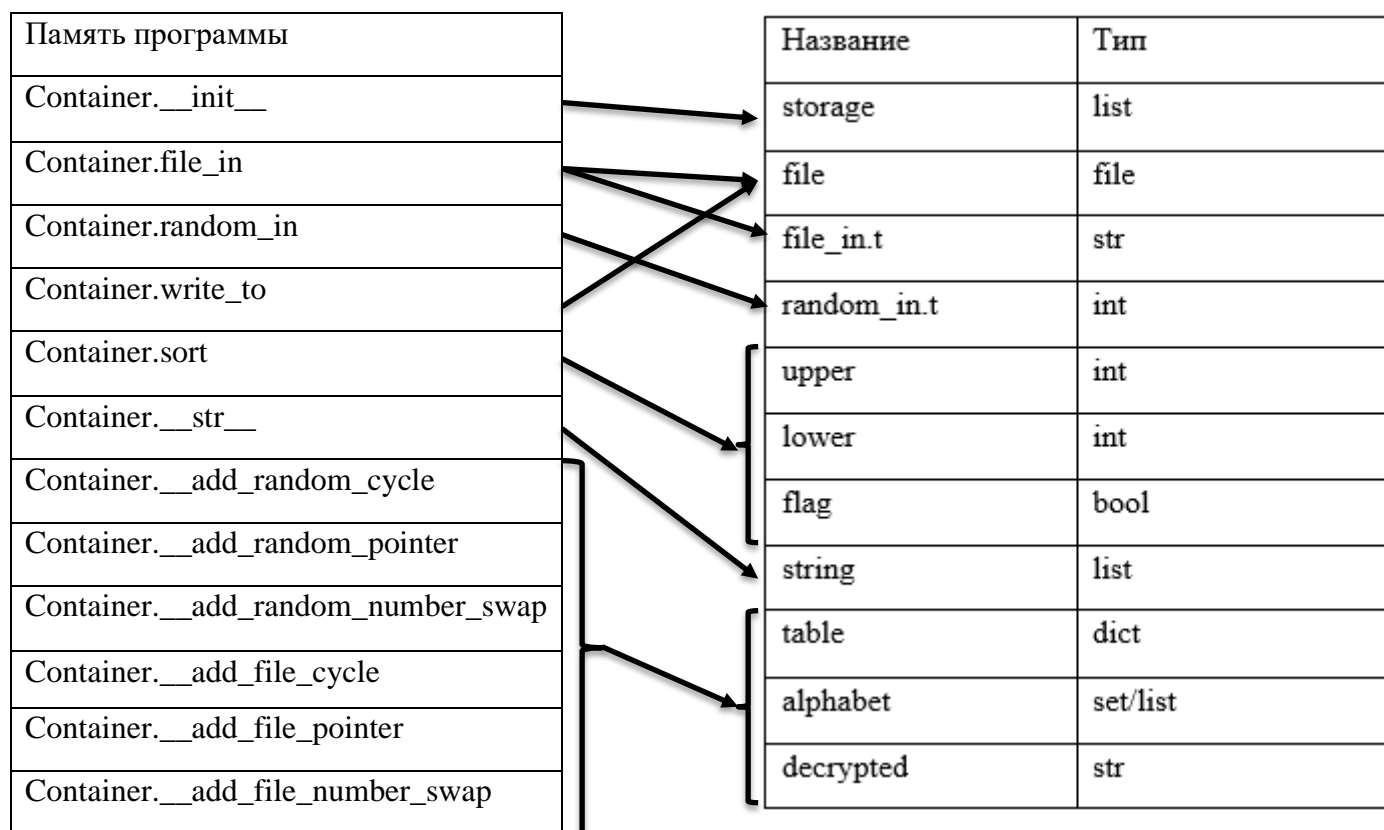 Память программы
Container.__init__
Container.file_in
Container.random_in
Container.write_to
Container.sort
Container.__str__
Container.__add_random_cycle
Container.__add_random_pointer
Container.__add_random_number_swap
Container.__add_file_cycle
Container.__add_file_pointer
Container.__add_file_number_swap
Название Тип
storage list
file file
file_in.t str
random_in.t int
upper int
lower int
flag bool
string list
table dict
alphabet set/list
decrypted str